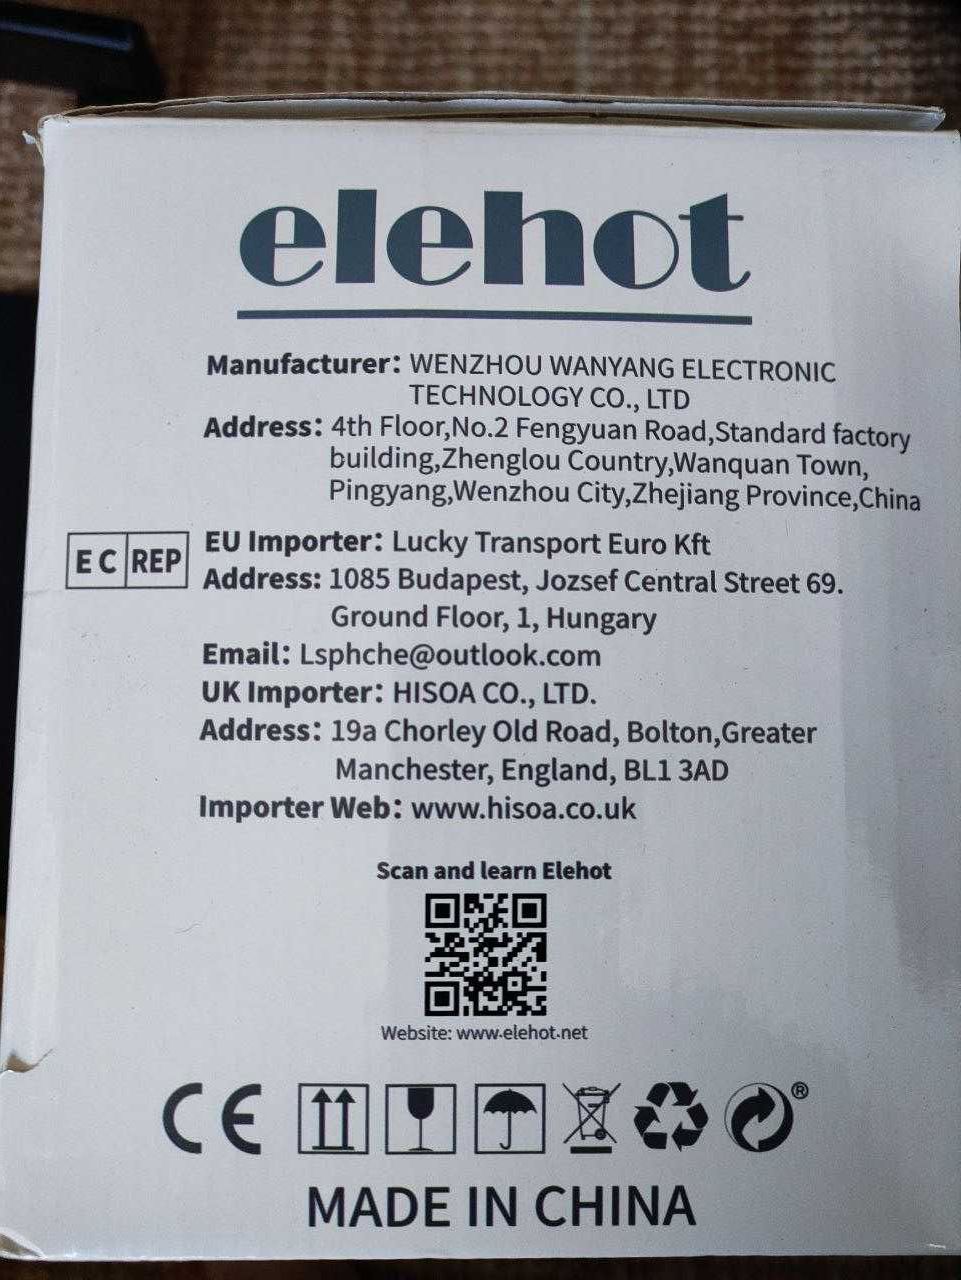 elehot
Manufacturer: WENZHOU WANYANG ELECTRONIC
TECHNOLOGY CO., LTD
Address: 4th Floor,No.2 Fengyuan Road,Standard factory
building,Zhenglou Country,Wanquan Town,
Pingyang,Wenzhou City,Zhejiang Province,China
EC REP
EU Importer: Lucky Transport Euro Kft
Address: 1085 Budapest, Jozsef Central Street 69.
Ground Floor, 1, Hungary
Email: Lsphche@outlook.com
UK Importer: HISOA CO., LTD.
Address: 19a Chorley Old Road, Bolton,Greater
Manchester, England, BL1 3AD
Importer Web: www.hisoa.co.uk
Scan and learn Elehot
Website: www.elehot.net
CE ®
MADE IN CHINA